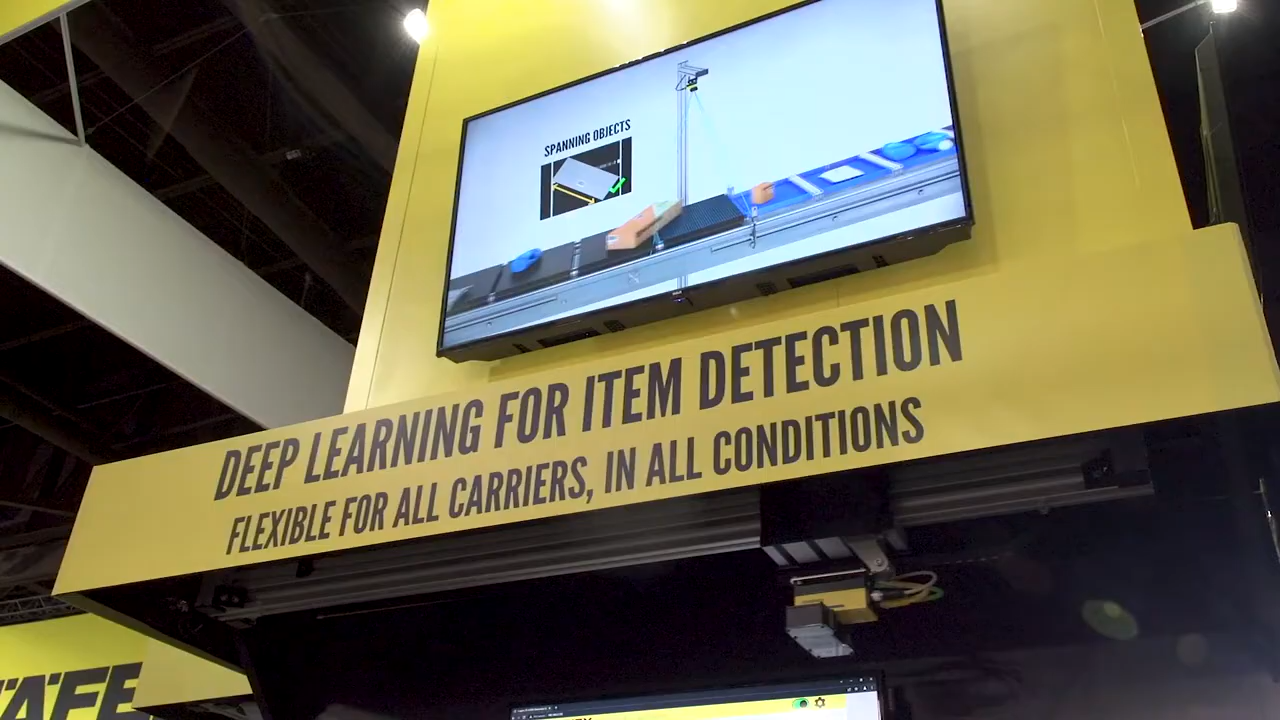 SPANNING OBJECTS
DEEP LEARNING FOR ITEM DETECTION
FLEXIBLE FOR ALL CARRIERS, IN ALL CONDITIONS